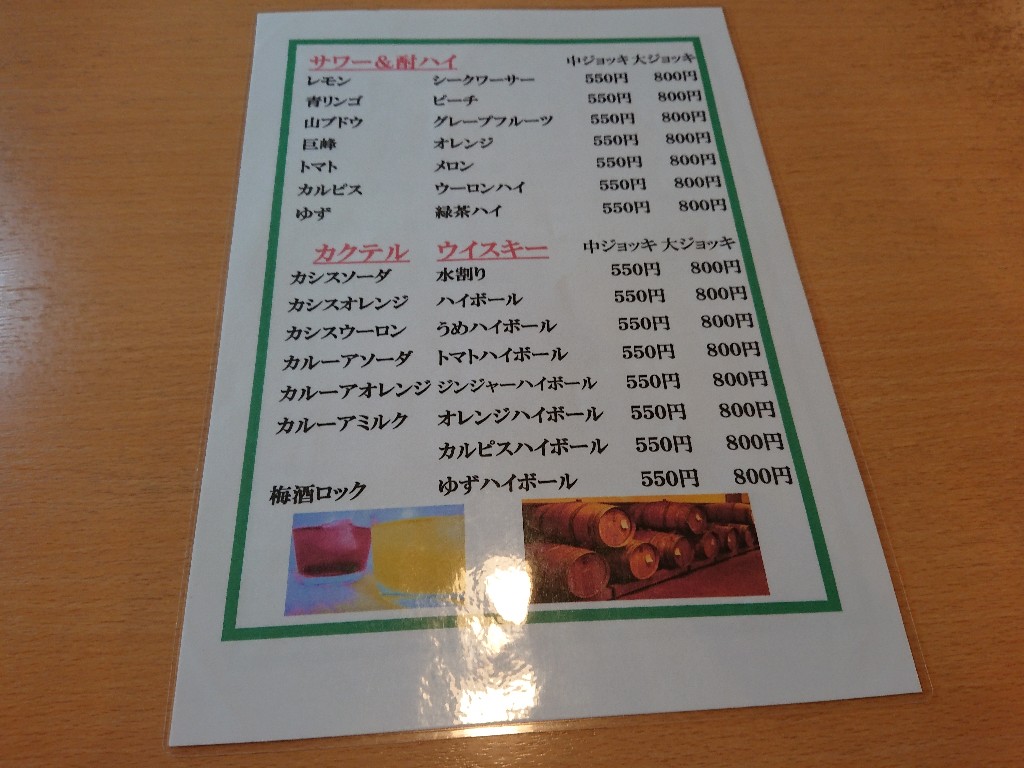 サワー＆酎ハイ 中ジョッキ 大ジョッキ
レモン シークワーサー 550円 800円
青リンゴ ピーチ 550円 800円
山ブドウ グレープフルーツ 550円 800円
巨峰 オレンジ 550円 800円
トマト メロン 550円 800円
カルピス ウーロンハイ 550円 800円
ゆず 緑茶ハイ 550円 800円
カクテル ウイスキー 中ジョッキ 大ジョッキ
カシスソーダ 水割り 550円 800円
カシスオレンジ ハイボール 550円 800円
カシスウーロン うめハイボール 550円 800円
カルーアソーダ トマトハイボール 550円 800円
カルーアオレンジ ジンジャーハイボール 550円 800円
カルーアミルク オレンジハイボール 550円 800円
カルピスハイボール 550円 800円
梅酒ロック ゆずハイボール 550円 800円